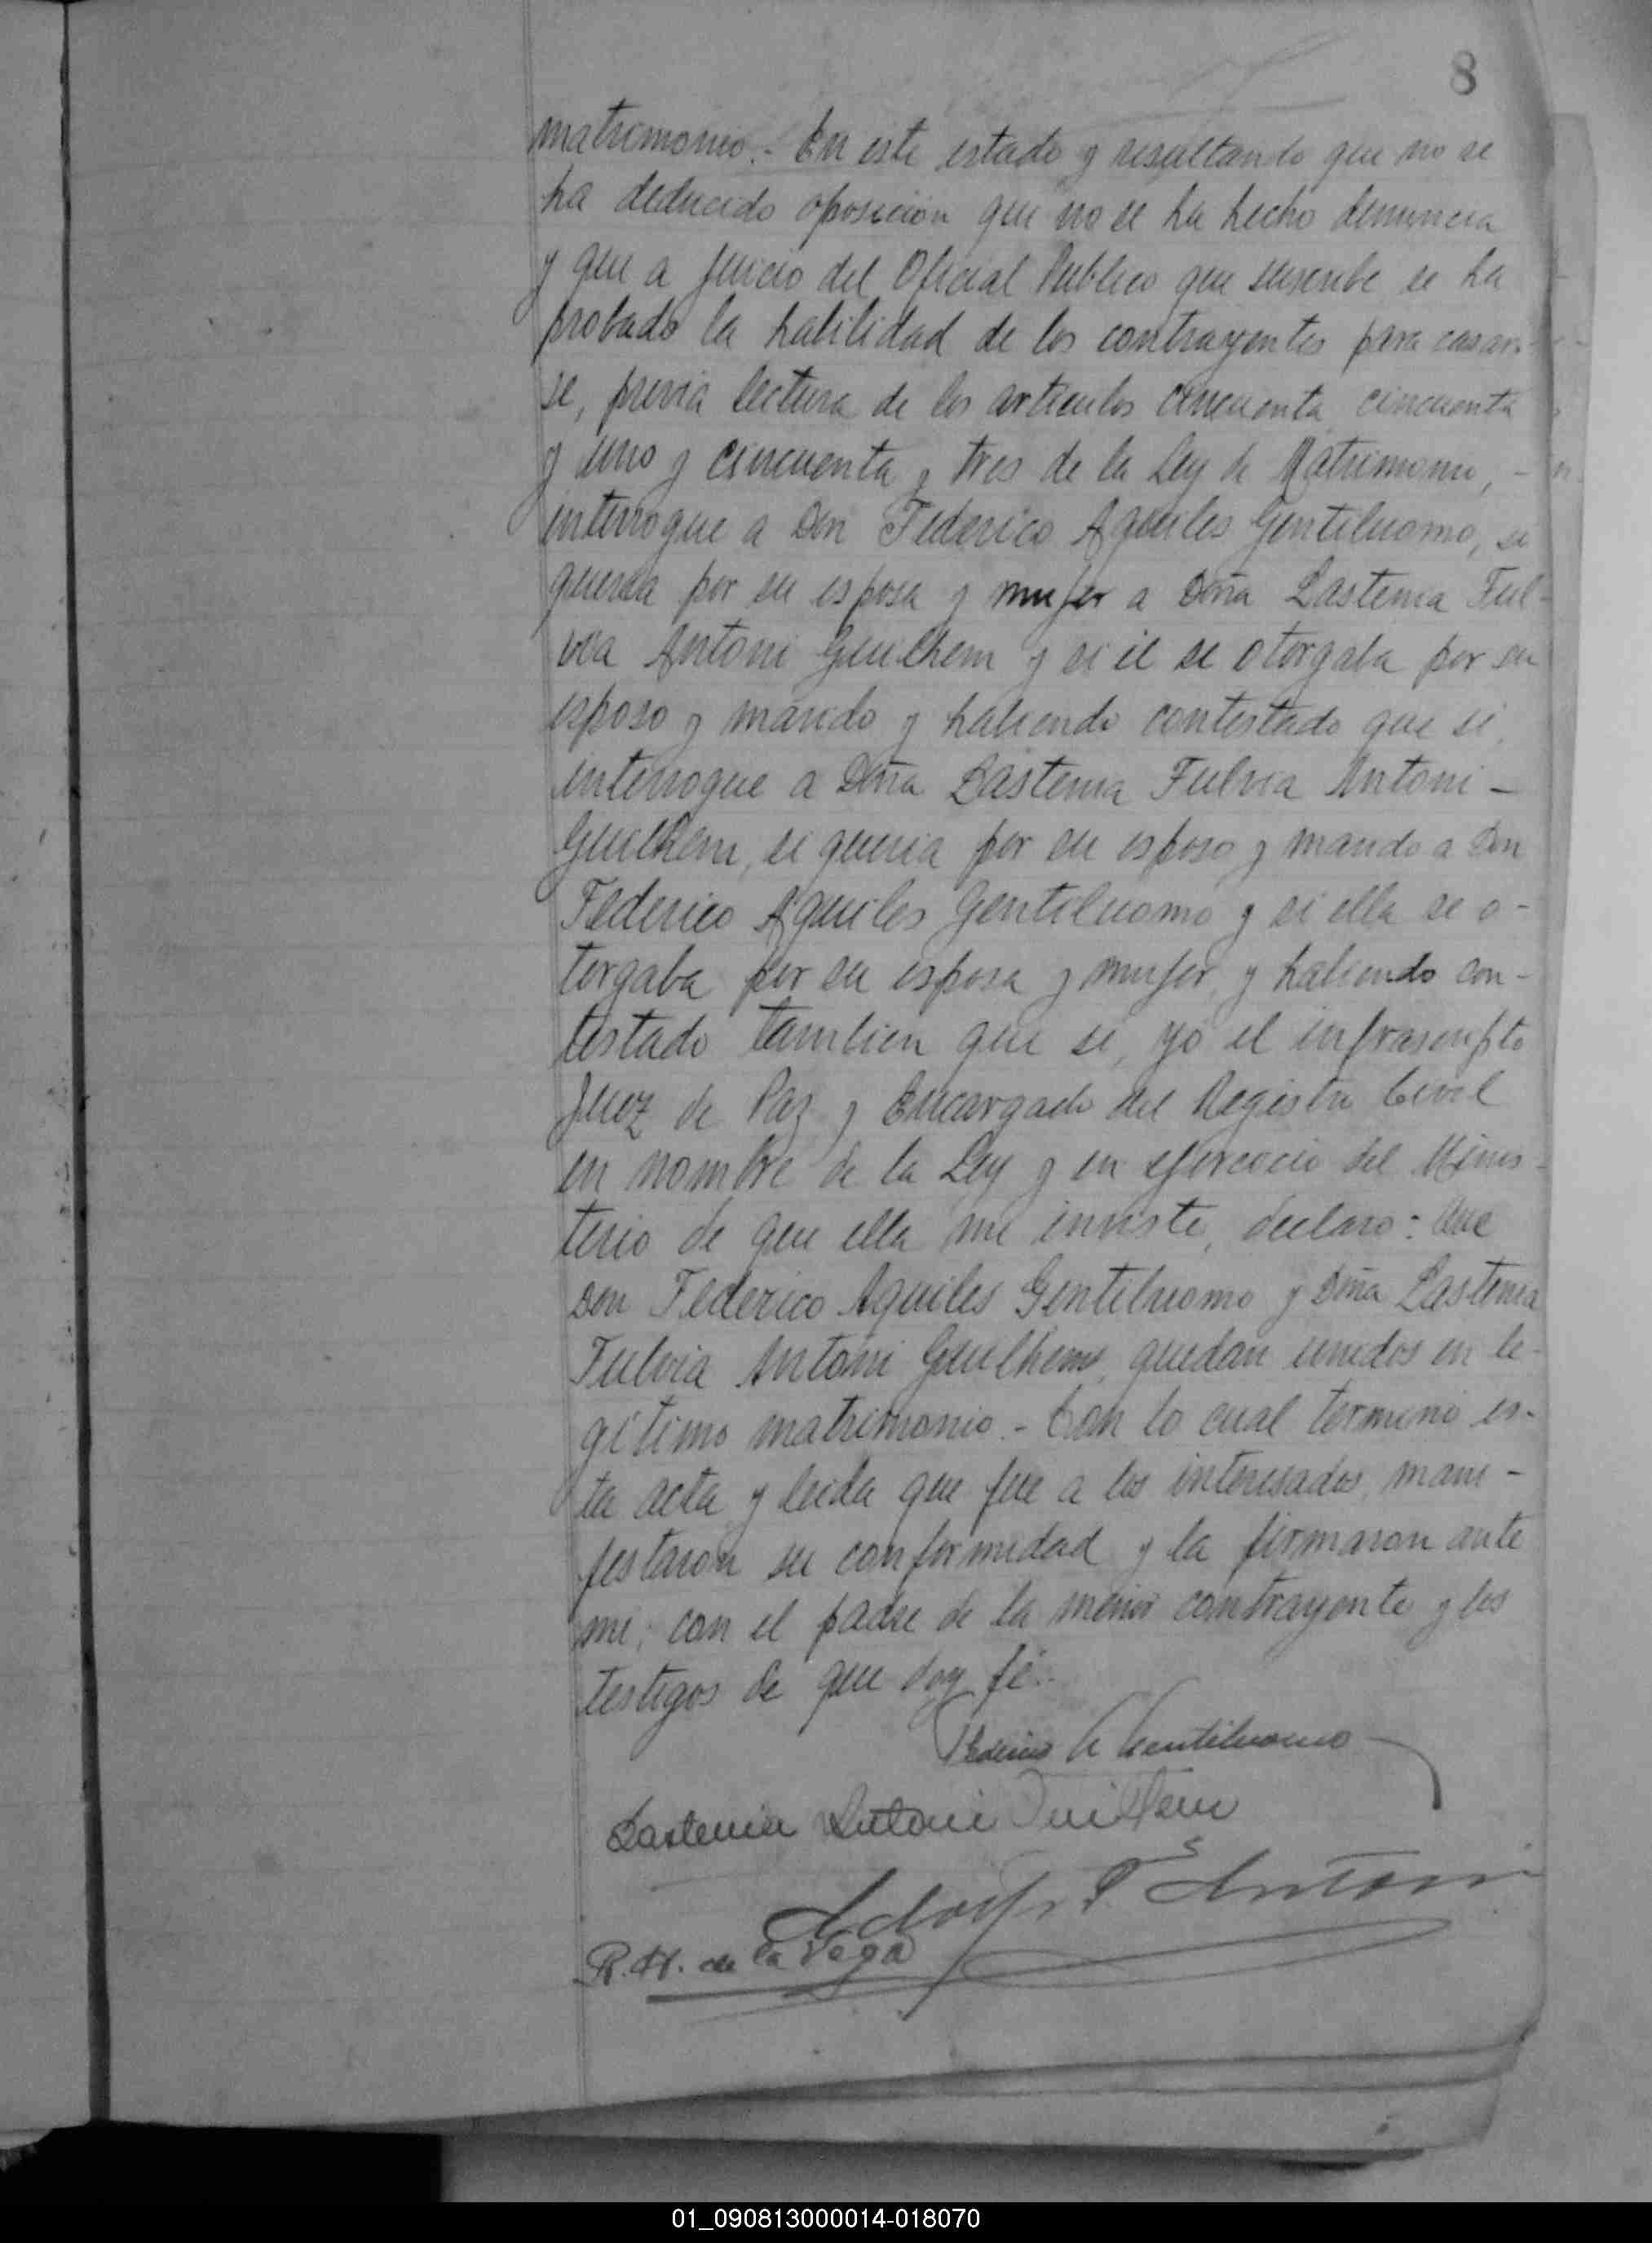 8
matrimonio.- En este estado y resultando que no se
ha deducido oposicion que no se ha hecho denuncia
y que a juicio del Oficial Publico que suscribe se ha
probado la habilidad de los contrayentes para casar-
se, previa lectura de los articulos cincuenta, cincuenta
y uno y cincuenta y tres de la Ley de Matrimonio, -
interrogue a Don Federico Aquiles Gentiluomo, si
queria por su esposa y mujer a Doña Lastenia Ful-
via Antoni Guilhem y si él se otorgaba por su
esposo y marido y habiendo contestado que si,
interrogue a Doña Lastenia Fulvia Antoni -
Guilhem, si queria por su esposo y marido a Don
Federico Aquiles Gentiluomo y si ella se o-
torgaba por su esposa y mujer, y habiendo con-
testado tambien que si, yo el infrascripto
Juez de Paz y Encargado del Registro Civil
en nombre de la Ley y en ejercicio del Minis-
terio de que ella me inviste, declaro: Que
Don Federico Aquiles Gentiluomo y Doña Lastenia
Fulvia Antoni Guilhem, quedan unidos en le-
gitimo matrimonio.- Con lo cual termino es-
ta acta y leida que fue a los interesados, mani-
festaron su conformidad y la firmaron ante
mi, con el padre de la menor contrayente y los
testigos de que doy fé.-
Federico A Gentiluomo
Lastenia Antoni Guilhem
Adolfo P. Antoni
R. H. de la Vega
01_090813000014-018070